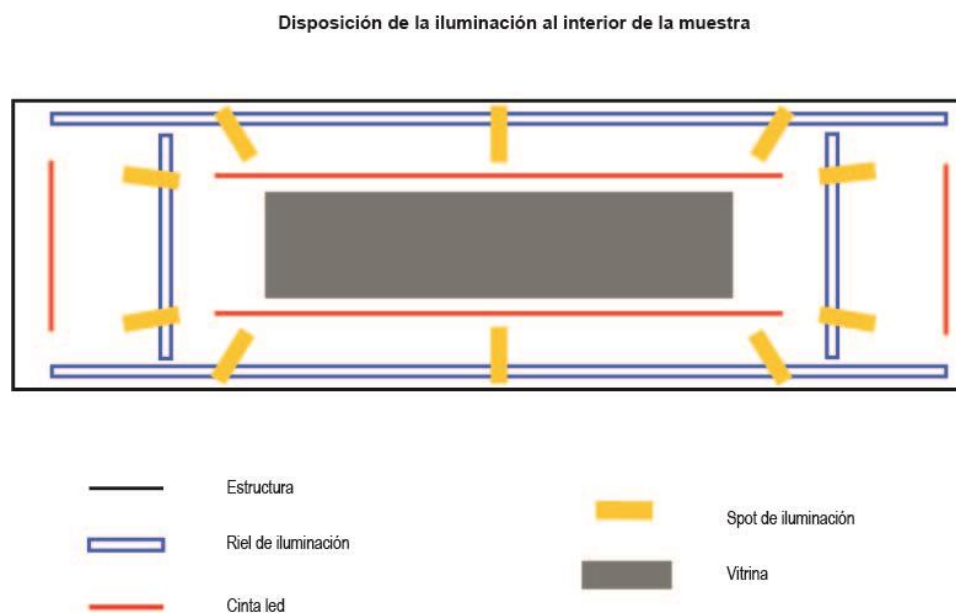 Disposición de la iluminación al interior de la muestra
Estructura
Riel de iluminación
Cinta led
Spot de iluminación
Vitrina